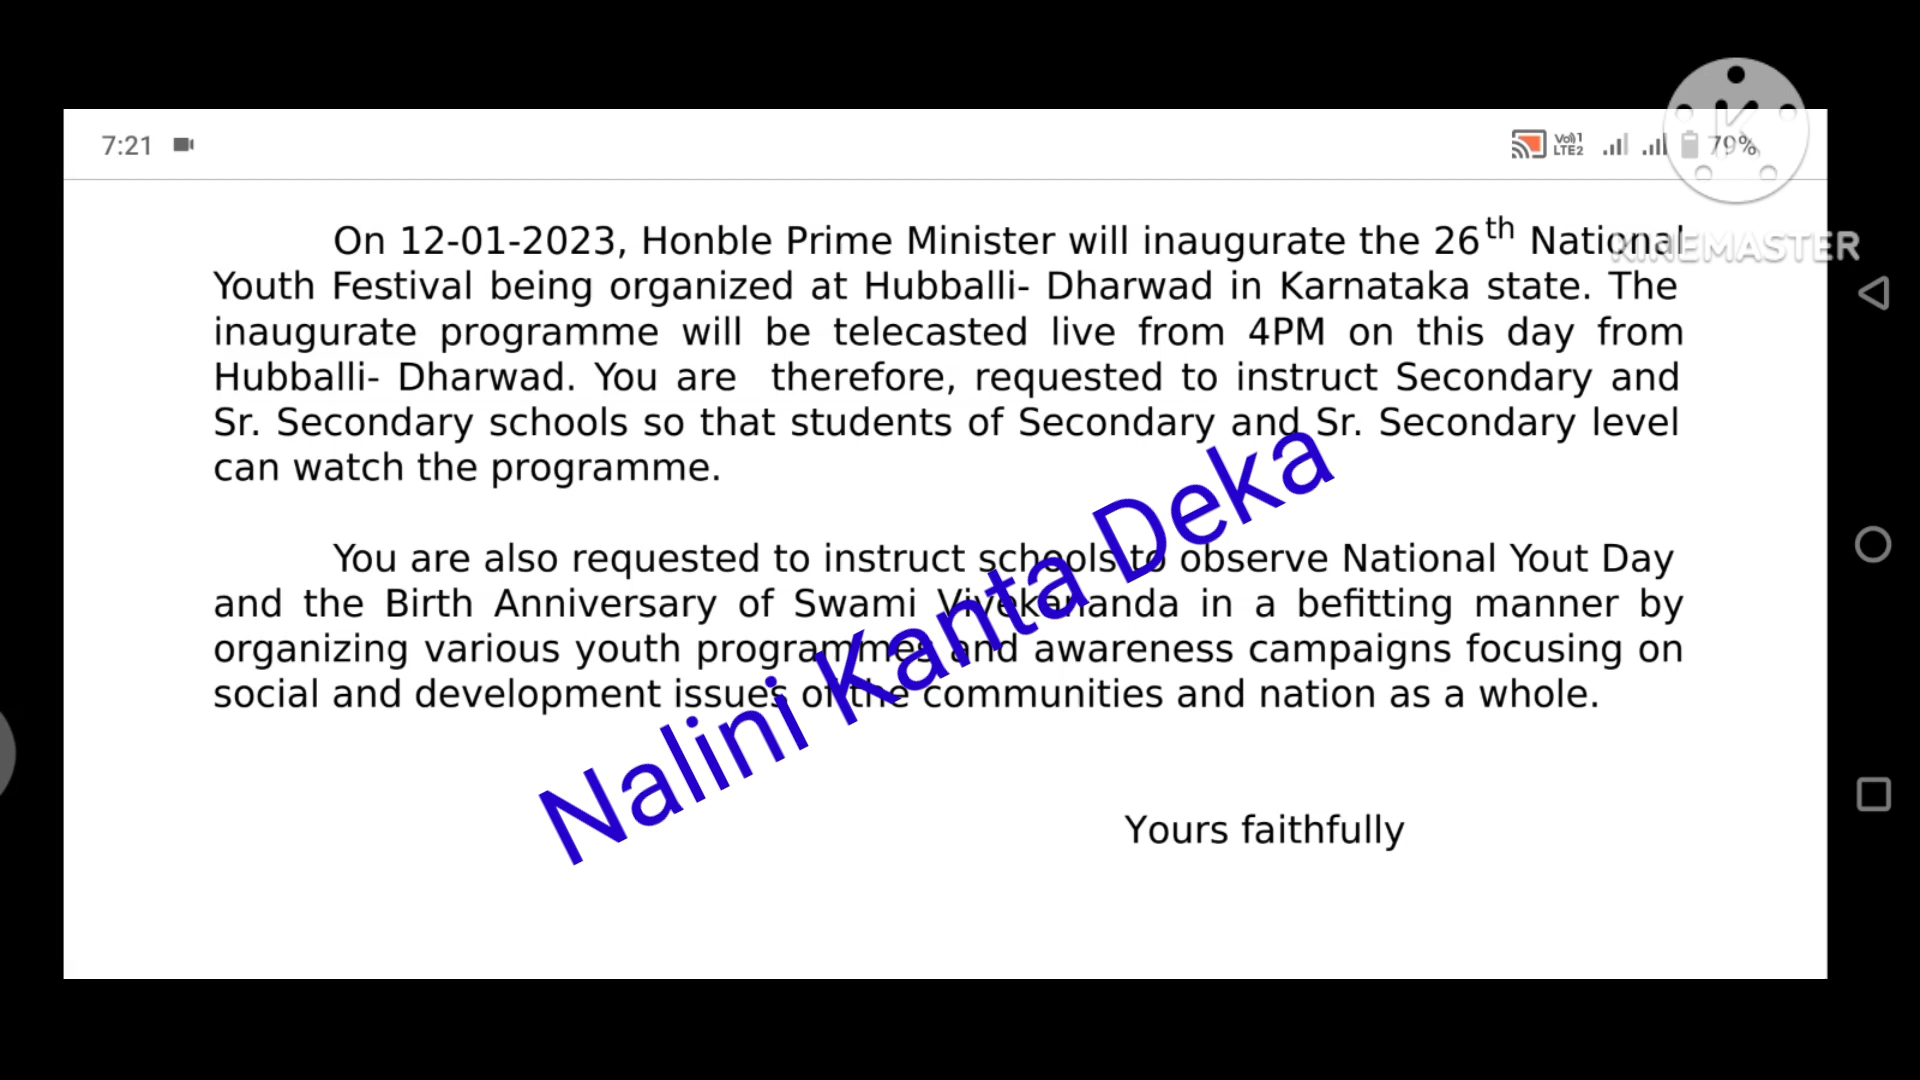 7:21
Vo))1
LTE2
79%
KINEMASTER
On 12-01-2023, Honble Prime Minister will inaugurate the 26th National
Youth Festival being organized at Hubballi- Dharwad in Karnataka state. The
inaugurate programme will be telecasted live from 4PM on this day from
Hubballi- Dharwad. You are therefore, requested to instruct Secondary and
Sr. Secondary schools so that students of Secondary and Sr. Secondary level
can watch the programme.
You are also requested to instruct schools to observe National Yout Day
and the Birth Anniversary of Swami Vivekananda in a befitting manner by
organizing various youth programmes and awareness campaigns focusing on
social and development issues of the communities and nation as a whole.
Nalini Kanta Deka
Yours faithfully